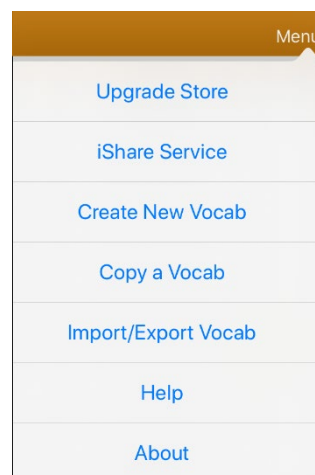 Menu
Upgrade Store
iShare Service
Create New Vocab
Copy a Vocab
Import/Export Vocab
Help
About